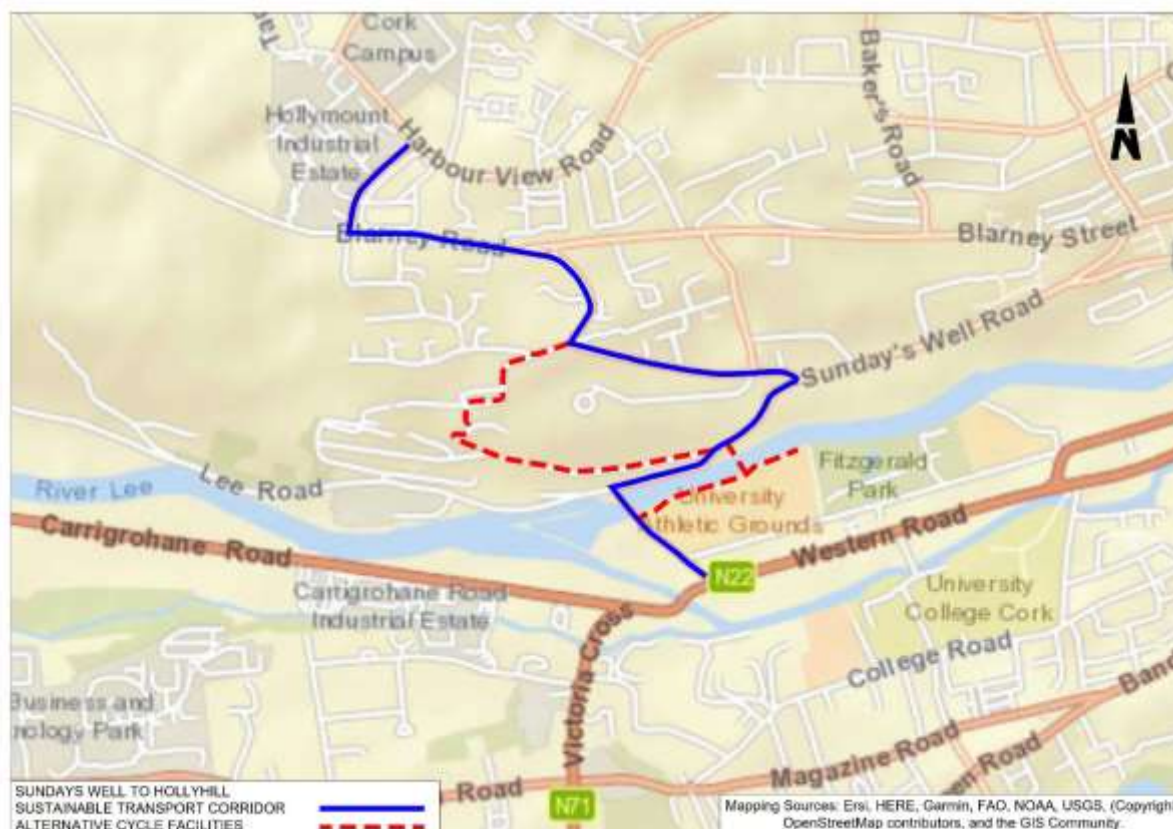 Cork
Campus
Hollymount
Industrial
Estate
Harbour View Road
Baker's Road
N
Blarney Road
Blarney Street
Sunday's Well Road
Lee Road
River Lee
Fitzgerald
Park
University
Athletic Grounds
Carrigrohane Road
Western Road
N22
Carrigrohane Road
Industrial Estate
University
College Cork
Victoria Cross
College Road
Business and
nology Park
Magazine Road
Road
N71
SUNDAYS WELL TO HOLLYHILL
SUSTAINABLE TRANSPORT CORRIDOR
ALTERNATIVE CYCLE FACILITIES
Mapping Sources: Esri, HERE, Garmin, FAO, NOAA, USGS, (Copyright
OpenStreetMap contributors, and the GIS Community.